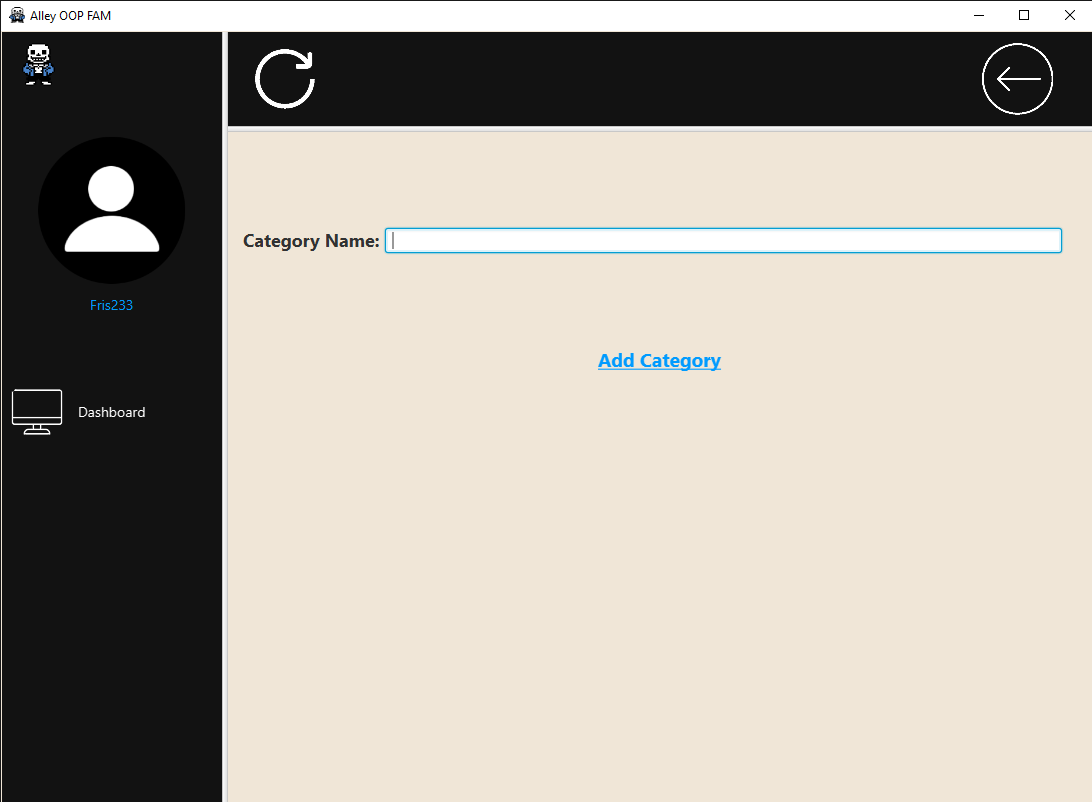 Alley OOP FAM
Fris233
Dashboard
Category Name:
Add Category